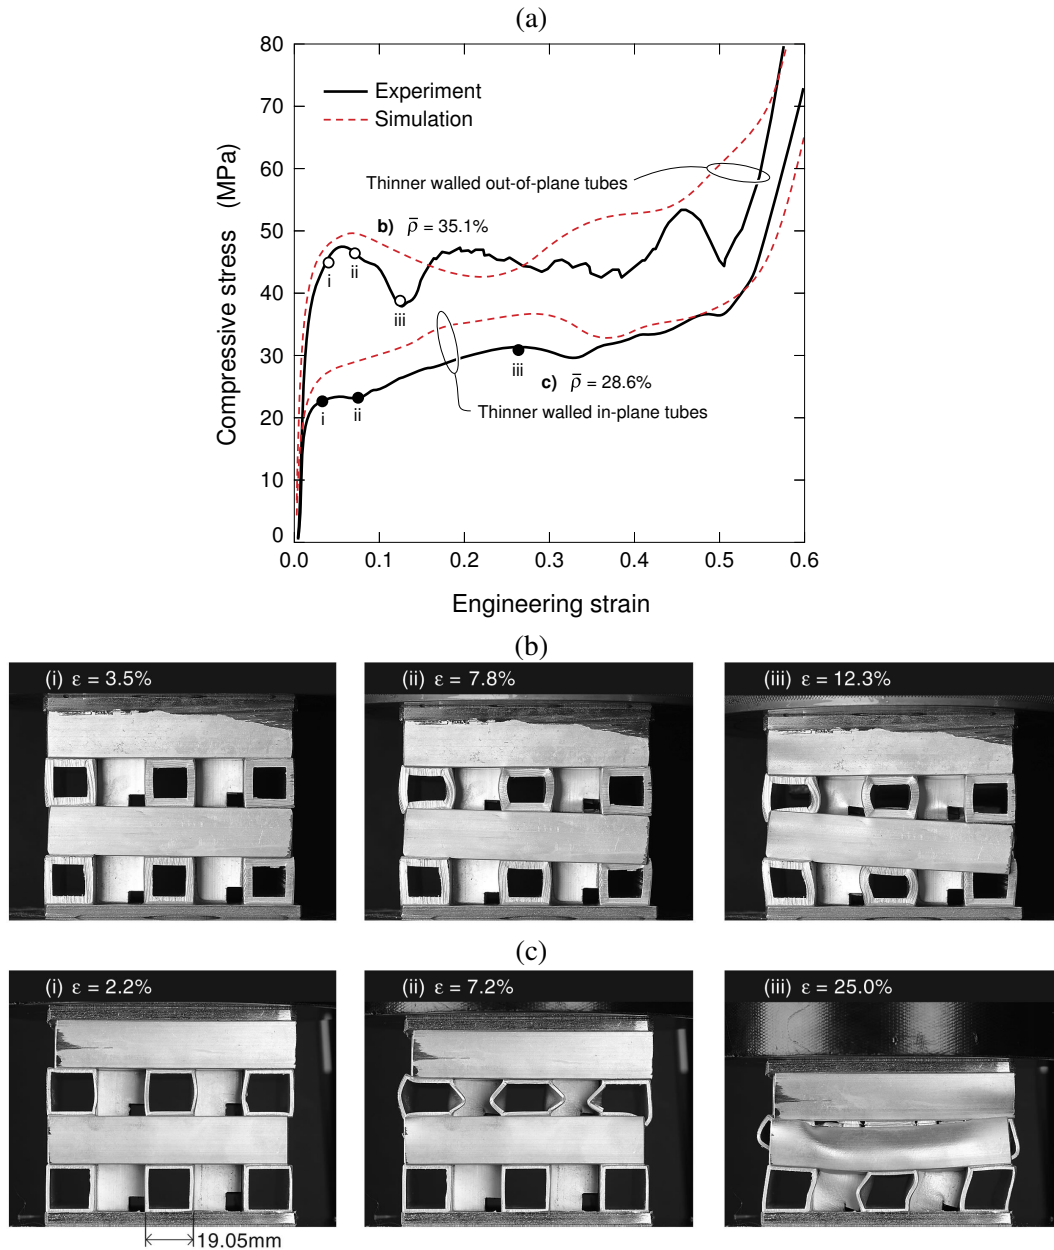 (a)
80
70
60
50
40
30
20
10
0
Compressive stress (MPa)
Experiment
Simulation
Thinner walled out-of-plane tubes
b) ρ̅ = 35.1%
i
ii
iii
i
ii
iii
c) ρ̅ = 28.6%
Thinner walled in-plane tubes
0.0 0.1 0.2 0.3 0.4 0.5 0.6
Engineering strain
(b)
(i) ε = 3.5%
(ii) ε = 7.8%
(iii) ε = 12.3%
(c)
(i) ε = 2.2%
(ii) ε = 7.2%
(iii) ε = 25.0%
19.05mm